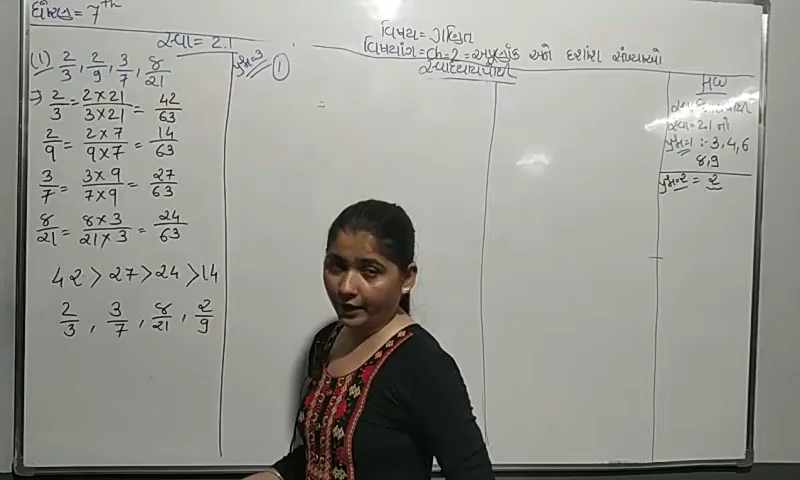 ધોરણ = 7th
વિષય = ગણિત
વિષયાંગ = Ch = 2 = અપૂર્ણાંક અને દશાંશ સંખ્યાઓ
સ્વાધ્યાયપોથી
સ્વા = 2.1
(1) 2/3, 2/9, 3/7, 8/21
⇒ 2/3 = 2×21/3×21 = 42/63
2/9 = 2×7/9×7 = 14/63
3/7 = 3×9/7×9 = 27/63
8/21 = 8×3/21×3 = 24/63
42 > 27 > 24 > 14
2/3, 3/7, 8/21, 2/9
પ્રશ્ન=3 ①
=
HW
સ્વા = 2.1 નો
પ્રશ્ન=1 :- 3, 4, 6
8, 9
પ્રશ્ન=2 = 2